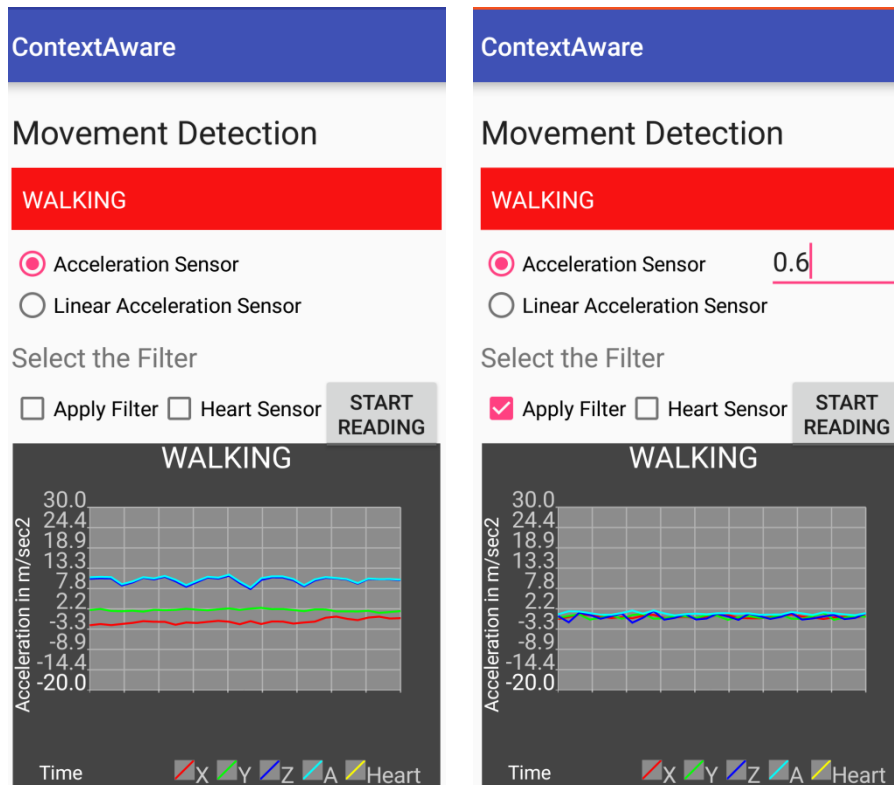 ContextAware
Movement Detection
WALKING
Acceleration Sensor
Linear Acceleration Sensor
Select the Filter
Apply Filter
Heart Sensor
START
READING
WALKING
Acceleration in m/sec2
30.0
24.4
18.9
13.3
7.8
2.2
-3.3
-8.9
-14.4
-20.0
Time
X
Y
Z
A
Heart
ContextAware
Movement Detection
WALKING
Acceleration Sensor
0.6
Linear Acceleration Sensor
Select the Filter
Apply Filter
Heart Sensor
START
READING
WALKING
Acceleration in m/sec2
30.0
24.4
18.9
13.3
7.8
2.2
-3.3
-8.9
-14.4
-20.0
Time
X
Y
Z
A
Heart